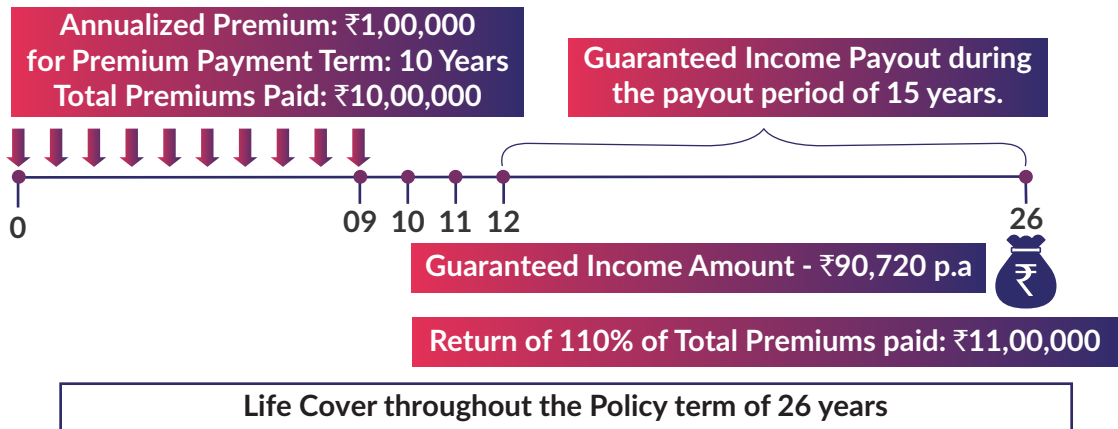 Annualized Premium: ₹1,00,000
for Premium Payment Term: 10 Years
Total Premiums Paid: ₹10,00,000
Guaranteed Income Payout during
the payout period of 15 years.
0
09
10
11
12
26
₹
Guaranteed Income Amount - ₹90,720 p.a
Return of 110% of Total Premiums paid: ₹11,00,000
Life Cover throughout the Policy term of 26 years